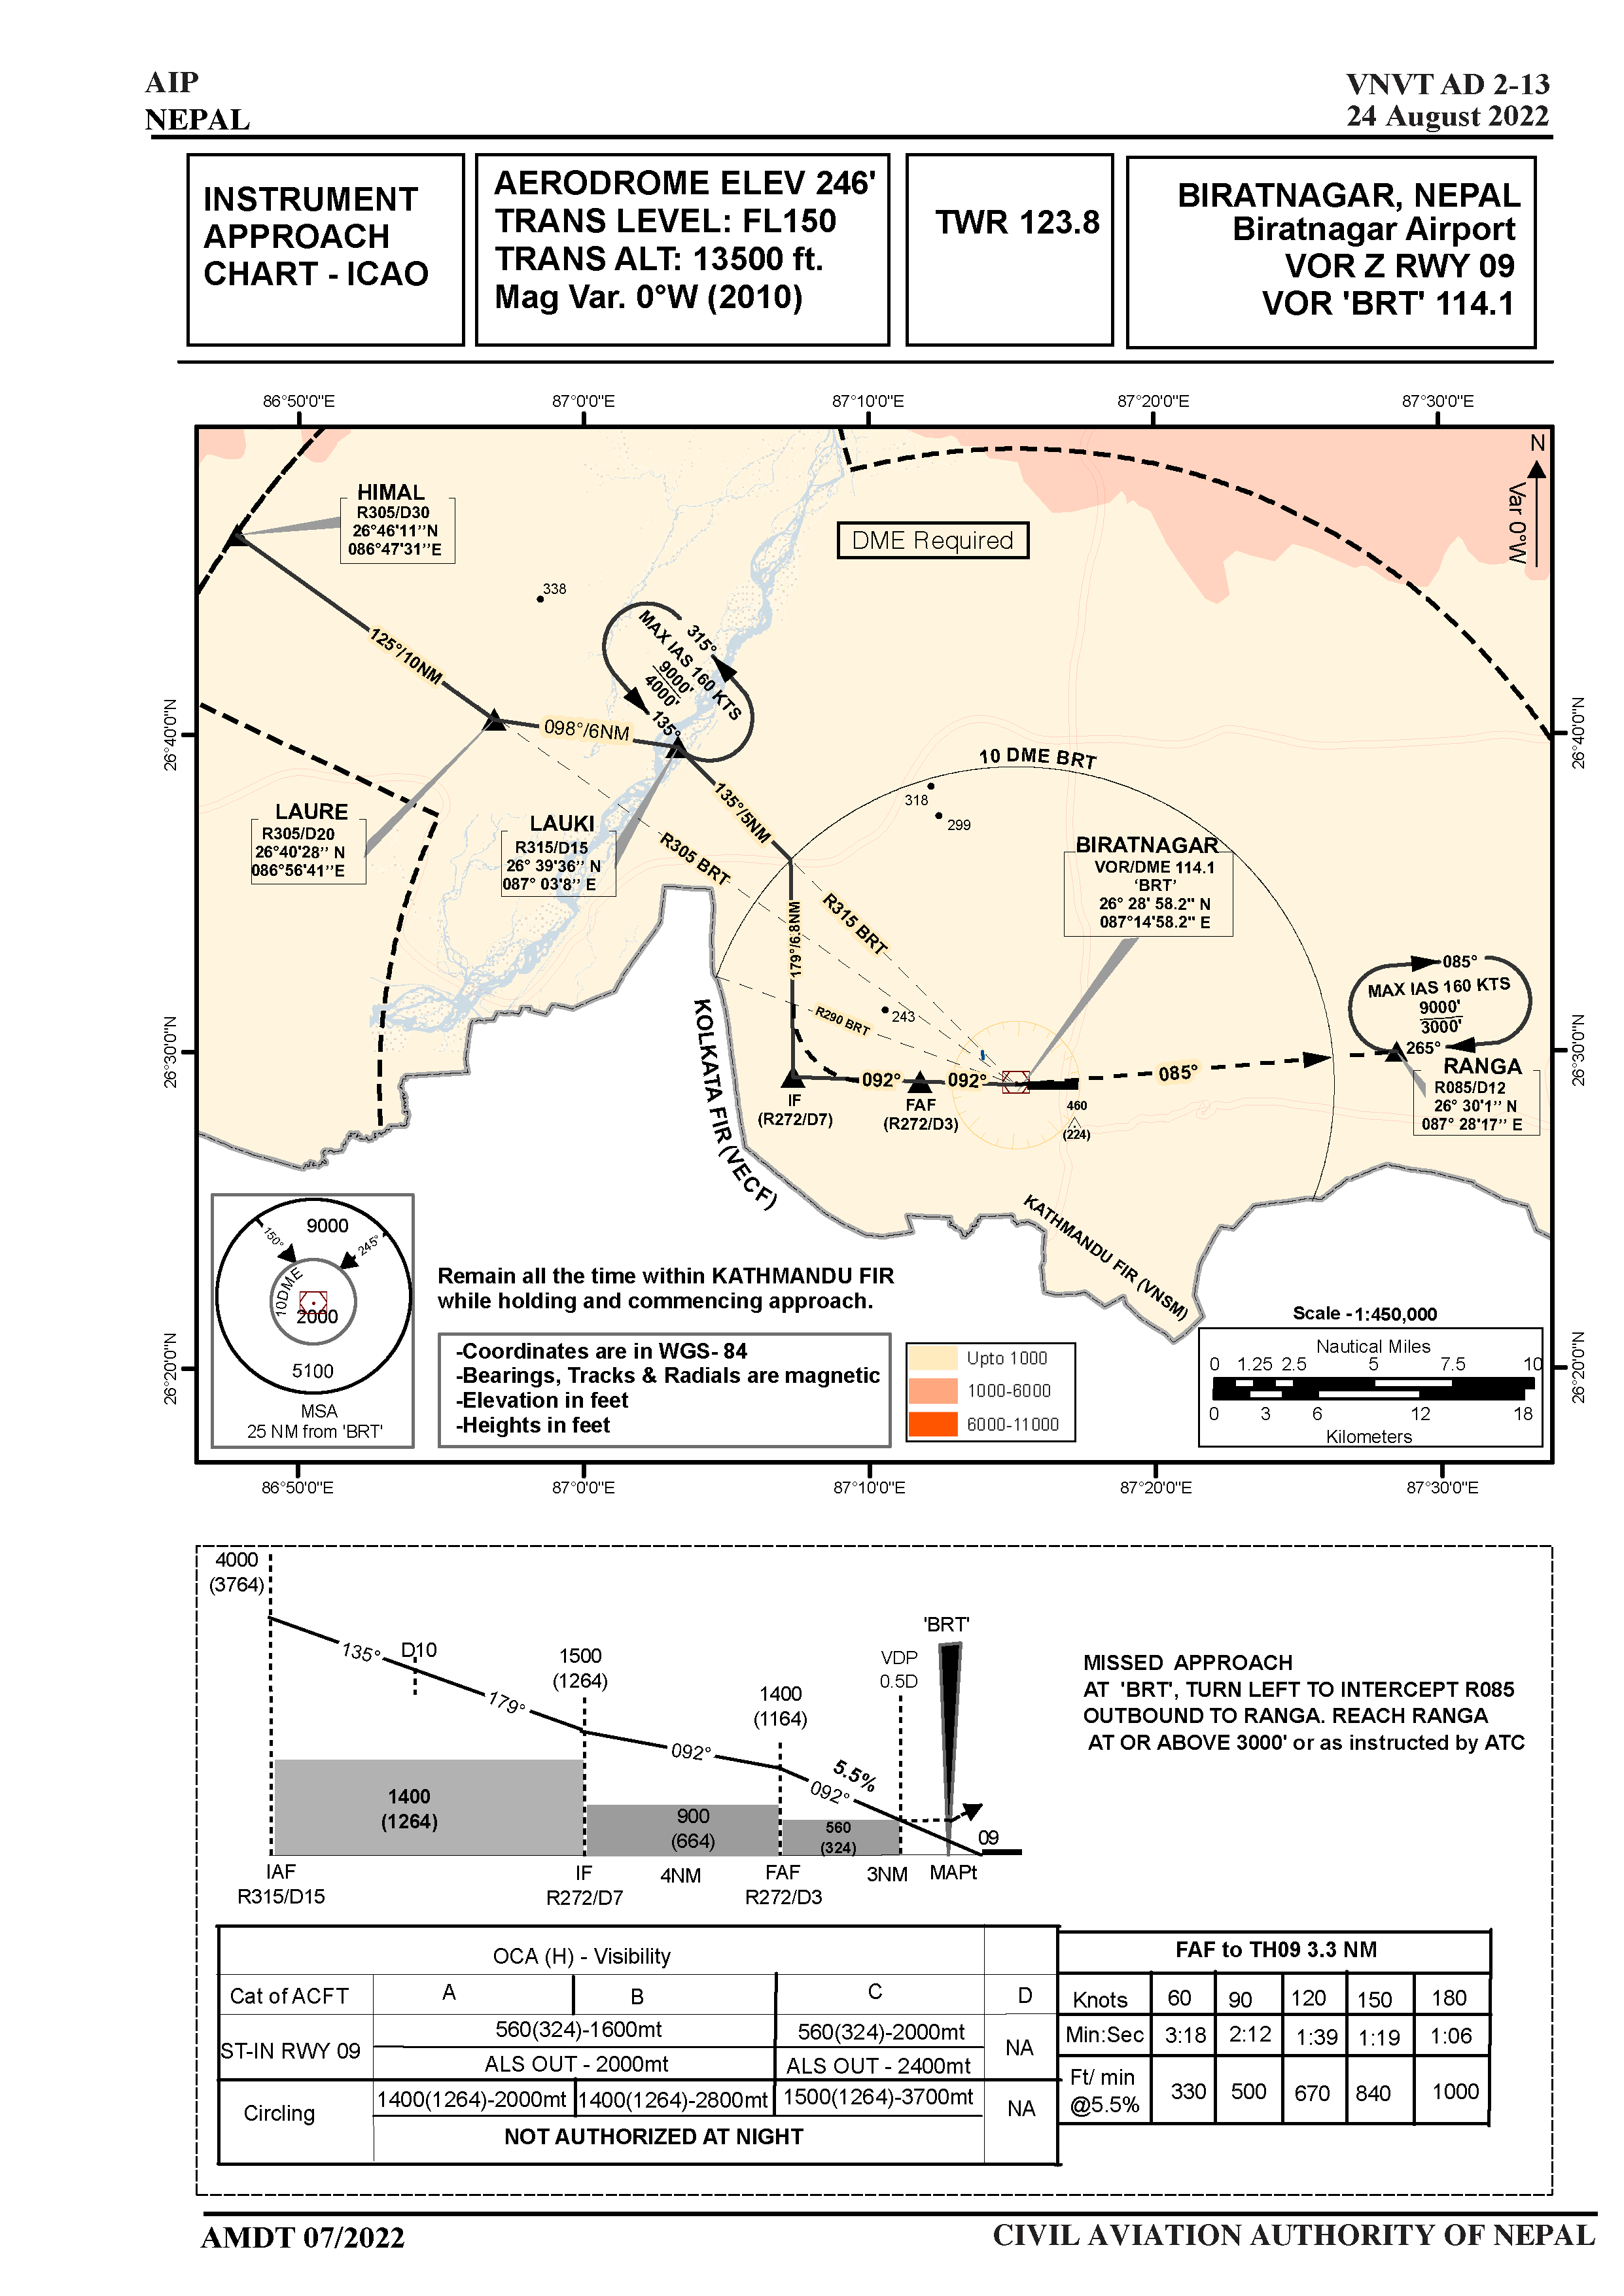 AIP
NEPAL
VNVT AD 2-13
24 August 2022
INSTRUMENT
APPROACH
CHART - ICAO
AERODROME ELEV 246'
TRANS LEVEL: FL150
TRANS ALT: 13500 ft.
Mag Var. 0°W (2010)
TWR 123.8
BIRATNAGAR, NEPAL
Biratnagar Airport
VOR Z RWY 09
VOR 'BRT' 114.1
86°50'0"E
87°0'0"E
87°10'0"E
87°20'0"E
87°30'0"E
N
Var 0°W
HIMAL
R305/D30
26°46'11''N
086°47'31''E
DME Required
338
125°/10NM
315°
MAX IAS 160 KTS
9000'
4000'
135°
098°/6NM
26°40'0"N
26°40'0"N
10 DME BRT
318
299
135°/5NM
LAURE
R305/D20
26°40'28'' N
086°56'41''E
LAUKI
R315/D15
26° 39'36'' N
087° 03'8'' E
R305 BRT
R315 BRT
179°/6.8NM
BIRATNAGAR
VOR/DME 114.1
'BRT'
26° 28' 58.2" N
087°14'58.2" E
R290 BRT
243
085°
MAX IAS 160 KTS
9000'
3000'
265°
RANGA
R085/D12
26° 30'1'' N
087° 28'17'' E
26°30'0"N
26°30'0"N
092°
092°
085°
IF
(R272/D7)
FAF
(R272/D3)
460
(224)
KOLKATA FIR (VECF)
KATHMANDU FIR (VNSM)
9000
150°
245°
10DME
2000
5100
MSA
25 NM from 'BRT'
Remain all the time within KATHMANDU FIR
while holding and commencing approach.
-Coordinates are in WGS- 84
-Bearings, Tracks & Radials are magnetic
-Elevation in feet
-Heights in feet
Upto 1000
1000-6000
6000-11000
Scale -1:450,000
Nautical Miles
0 1.25 2.5 5 7.5 10
0 3 6 12 18
Kilometers
26°20'0"N
26°20'0"N
86°50'0"E
87°0'0"E
87°10'0"E
87°20'0"E
87°30'0"E
4000
(3764)
135°
D10
179°
1500
(1264)
092°
1400
(1164)
5.5%
092°
VDP
0.5D
'BRT'
09
1400
(1264)
900
(664)
560
(324)
IAF
R315/D15
IF
R272/D7
4NM
FAF
R272/D3
3NM
MAPt
MISSED APPROACH
AT 'BRT', TURN LEFT TO INTERCEPT R085
OUTBOUND TO RANGA. REACH RANGA
AT OR ABOVE 3000' or as instructed by ATC
OCA (H) - Visibility
Cat of ACFT A B C D
ST-IN RWY 09 560(324)-1600mt 560(324)-2000mt NA
ALS OUT - 2000mt ALS OUT - 2400mt
Circling 1400(1264)-2000mt 1400(1264)-2800mt 1500(1264)-3700mt NA
NOT AUTHORIZED AT NIGHT
FAF to TH09 3.3 NM
Knots 60 90 120 150 180
Min:Sec 3:18 2:12 1:39 1:19 1:06
Ft/ min
@5.5% 330 500 670 840 1000
AMDT 07/2022
CIVIL AVIATION AUTHORITY OF NEPAL